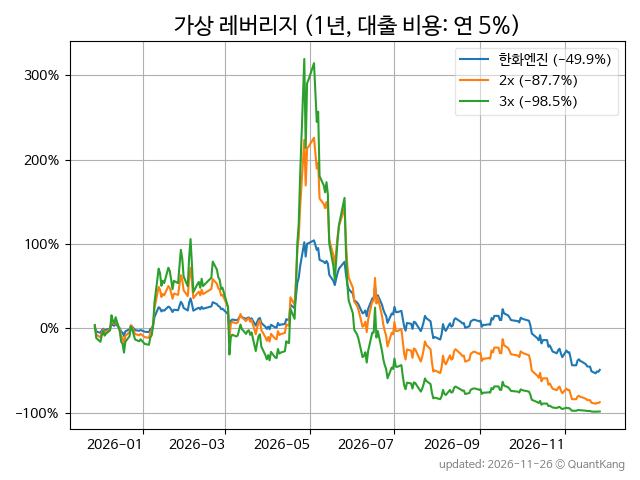 가상 레버리지 (1년, 대출 비용: 연 5%)
한화엔진 (−49.9%)
2x (−87.7%)
3x (−98.5%)
300%
200%
100%
0%
−100%
2026-01 2026-03 2026-05 2026-07 2026-09 2026-11
updated: 2026-11-26 © QuantKang